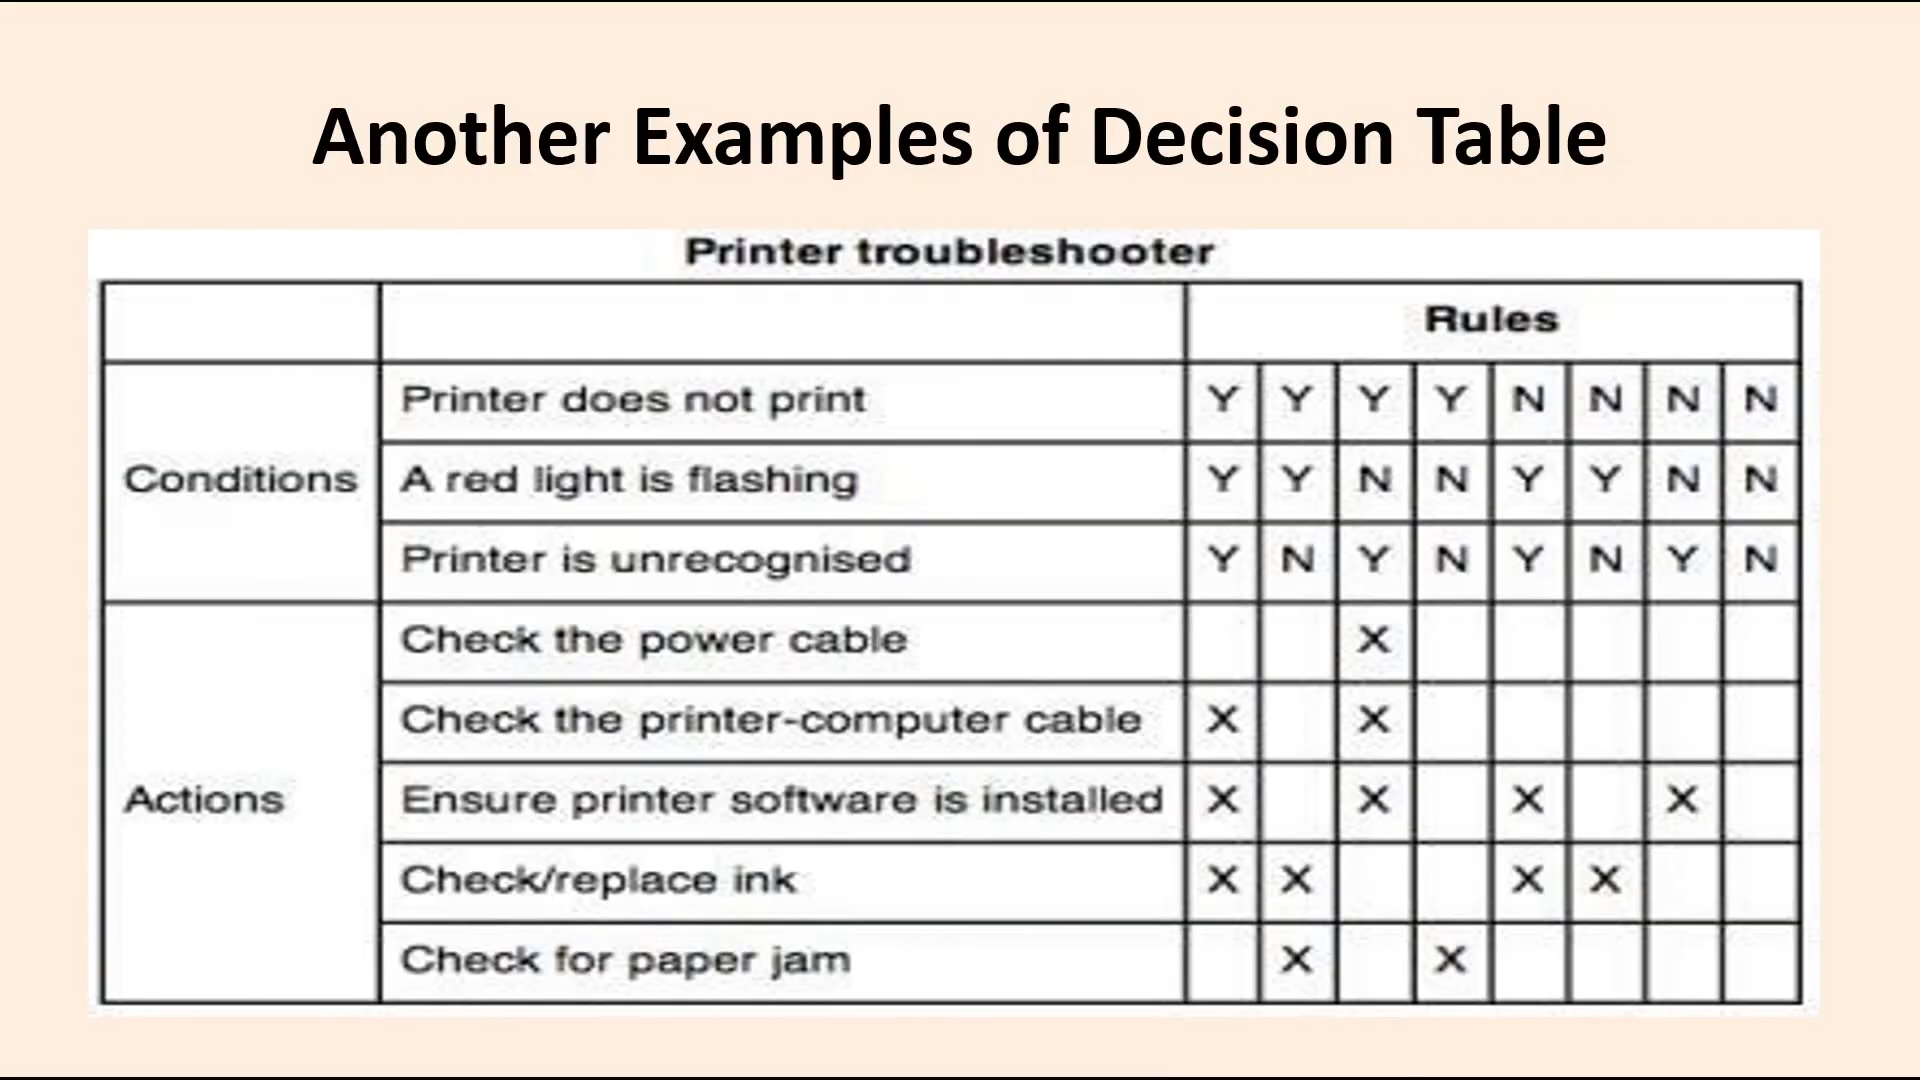 Another Examples of Decision Table
Printer troubleshooter
Rules
Conditions
Printer does not print Y Y Y Y N N N N
A red light is flashing Y Y N N Y Y N N
Printer is unrecognised Y N Y N Y N Y N
Actions
Check the power cable X
Check the printer-computer cable X X
Ensure printer software is installed X X X X
Check/replace ink X X X X
Check for paper jam X X